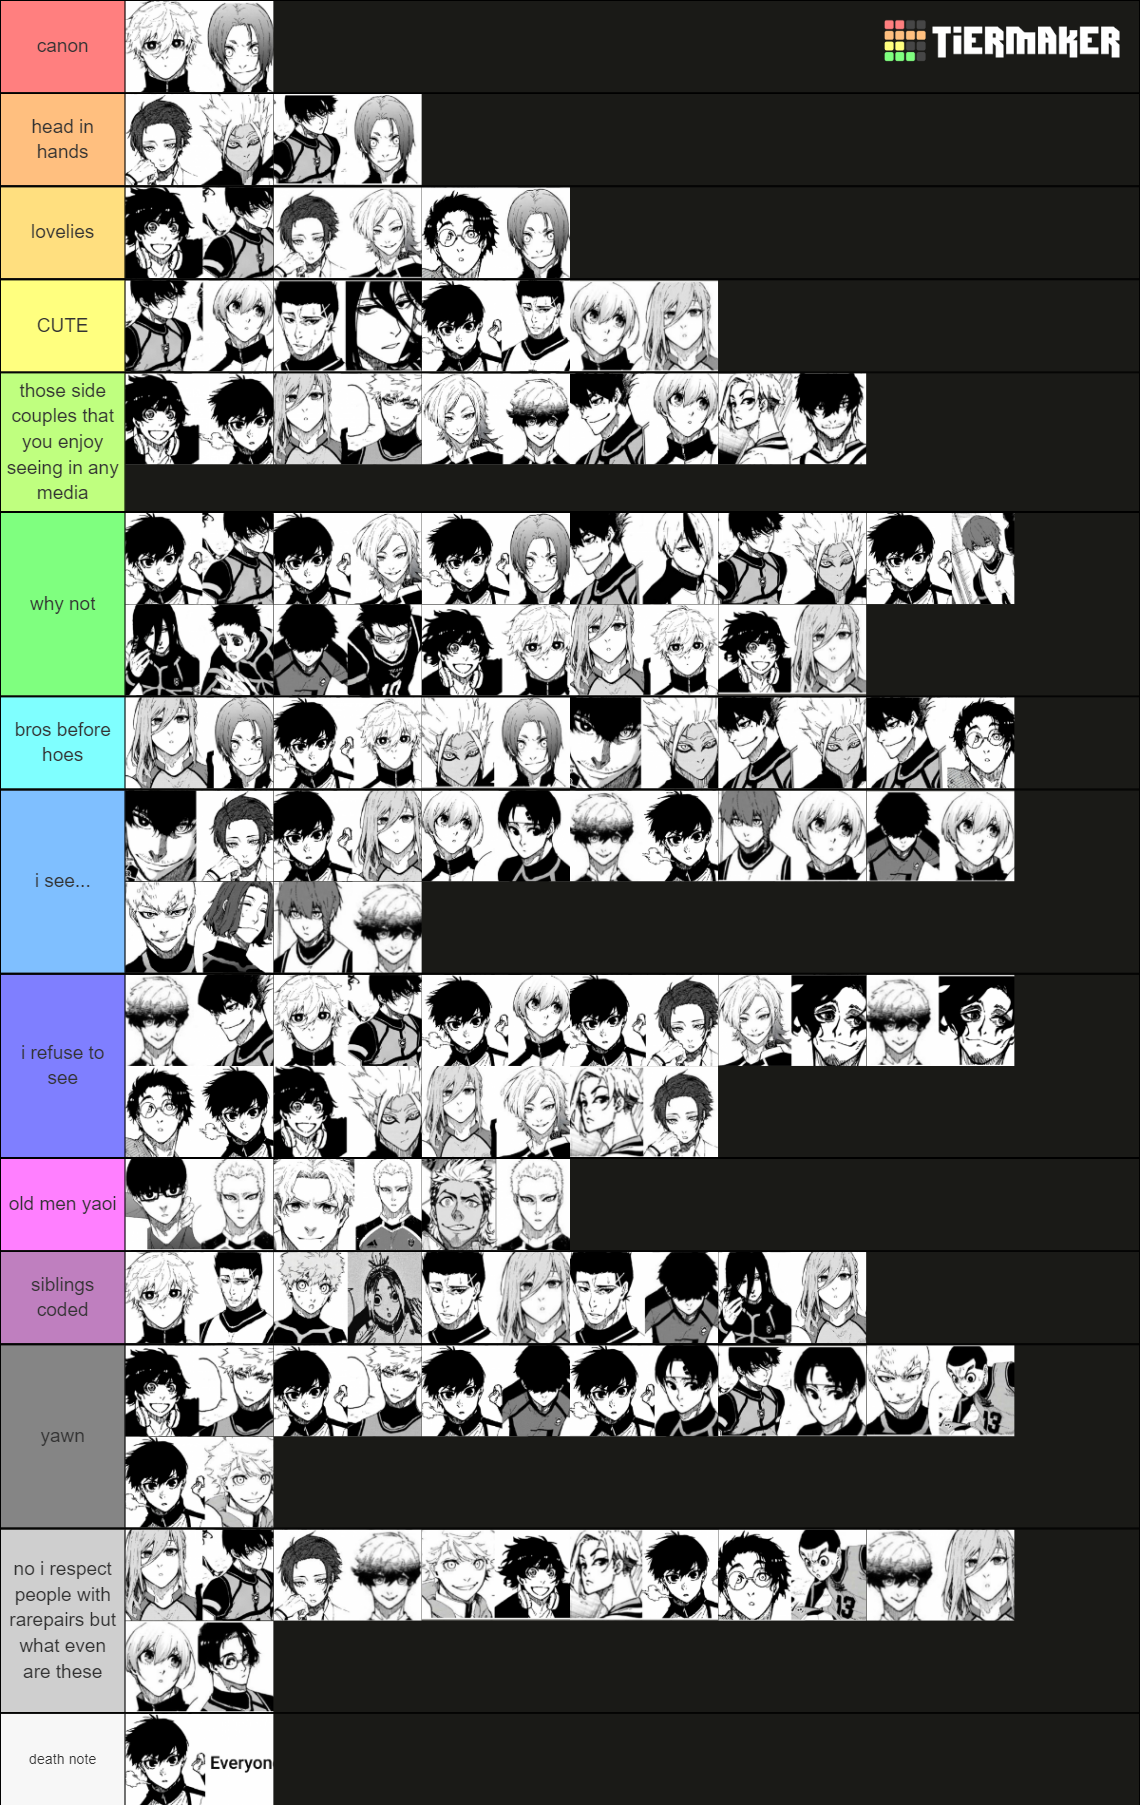 canon
TiERMAKER
head in
hands
lovelies
CUTE
those side
couples that
you enjoy
seeing in any
media
why not
bros before
hoes
i see...
i refuse to
see
old men yaoi
siblings
coded
yawn
13
no i respect
people with
rarepairs but
what even
are these
13
death note
Everyon